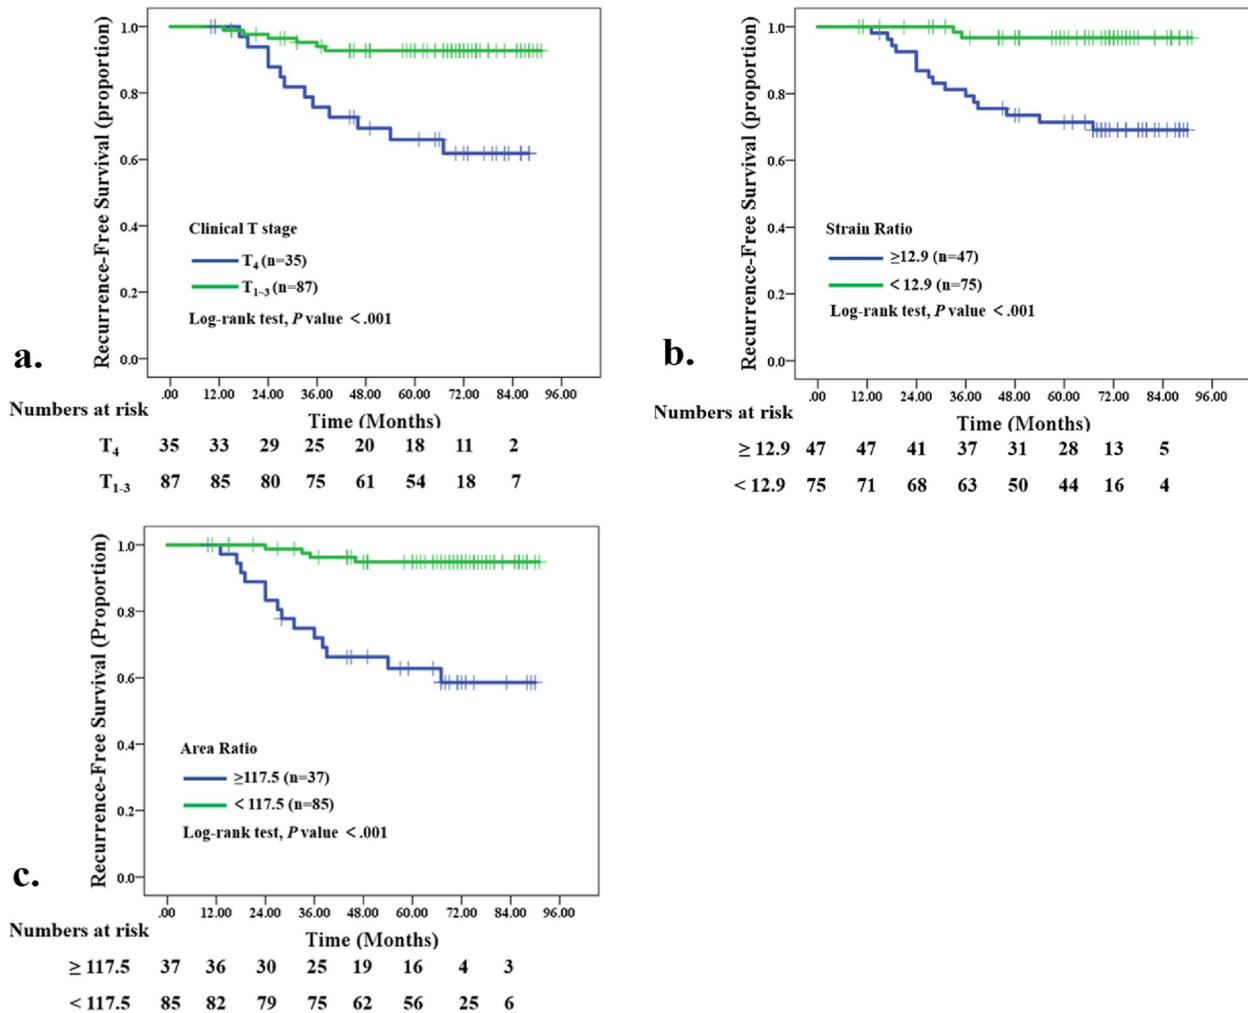 Recurrence-Free Survival (proportion)
1.0
0.8
0.6
0.4
0.2
0.0
Clinical T stage
T4 (n=35)
T1-3 (n=87)
Log-rank test, P value < .001
a.
.00 12.00 24.00 36.00 48.00 60.00 72.00 84.00 96.00
Numbers at risk
Time (Months)
T4 35 33 29 25 20 18 11 2
T1-3 87 85 80 75 61 54 18 7
Recurrence-Free Survival (proportion)
1.0
0.8
0.6
0.4
0.2
0.0
Strain Ratio
≥12.9 (n=47)
< 12.9 (n=75)
Log-rank test, P value < .001
b.
.00 12.00 24.00 36.00 48.00 60.00 72.00 84.00 96.00
Numbers at risk
Time (Months)
≥ 12.9 47 47 41 37 31 28 13 5
< 12.9 75 71 68 63 50 44 16 4
Recurrence-Free Survival (Proportion)
1.0
0.8
0.6
0.4
0.2
0.0
Area Ratio
≥117.5 (n=37)
< 117.5 (n=85)
Log-rank test, P value < .001
c.
.00 12.00 24.00 36.00 48.00 60.00 72.00 84.00 96.00
Numbers at risk
Time (Months)
≥ 117.5 37 36 30 25 19 16 4 3
< 117.5 85 82 79 75 62 56 25 6